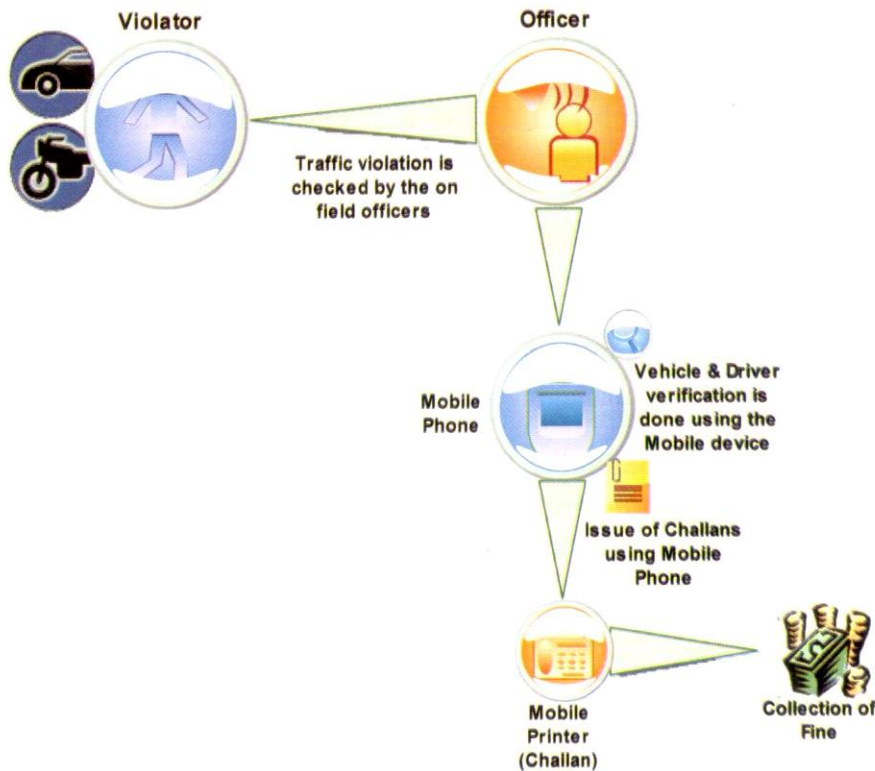 Violator
Officer
Traffic violation is
checked by the on
field officers
Mobile
Phone
Vehicle & Driver
verification is
done using the
Mobile device
Issue of Challans
using Mobile
Phone
Mobile
Printer
(Challan)
Collection of
Fine